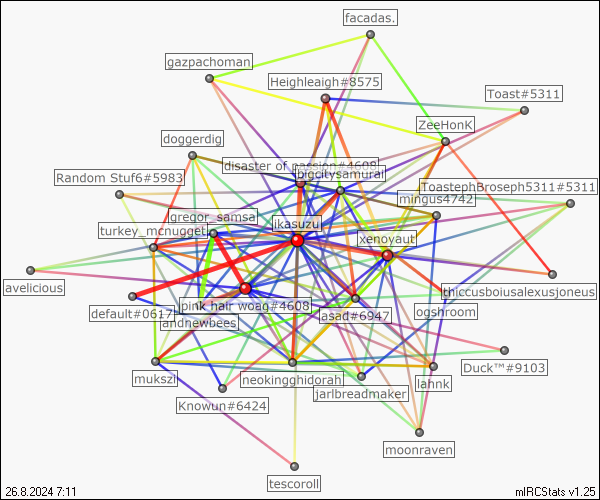 facadas.
gazpachoman
Heighleaigh#8575
Toast#5311
ZeeHonK
doggerdig
disaster of passion#4608
bigcitysamurai
Random Stuf6#5983
ToastephBroseph5311#5311
mingus4742
gregor_samsa
jkasuzu
turkey_mcnugget
xenoyaut
avelicious
thiccusboiusalexusjoneus
pink hair woag#4608
default#0617
ogshroom
asad#6947
andnewbees
Duck™#9103
mukszi
neokingghidorah
lahnk
jarlbreadmaker
Knowun#6424
moonraven
tescoroll
26.8.2024 7:11
mIRCStats v1.25